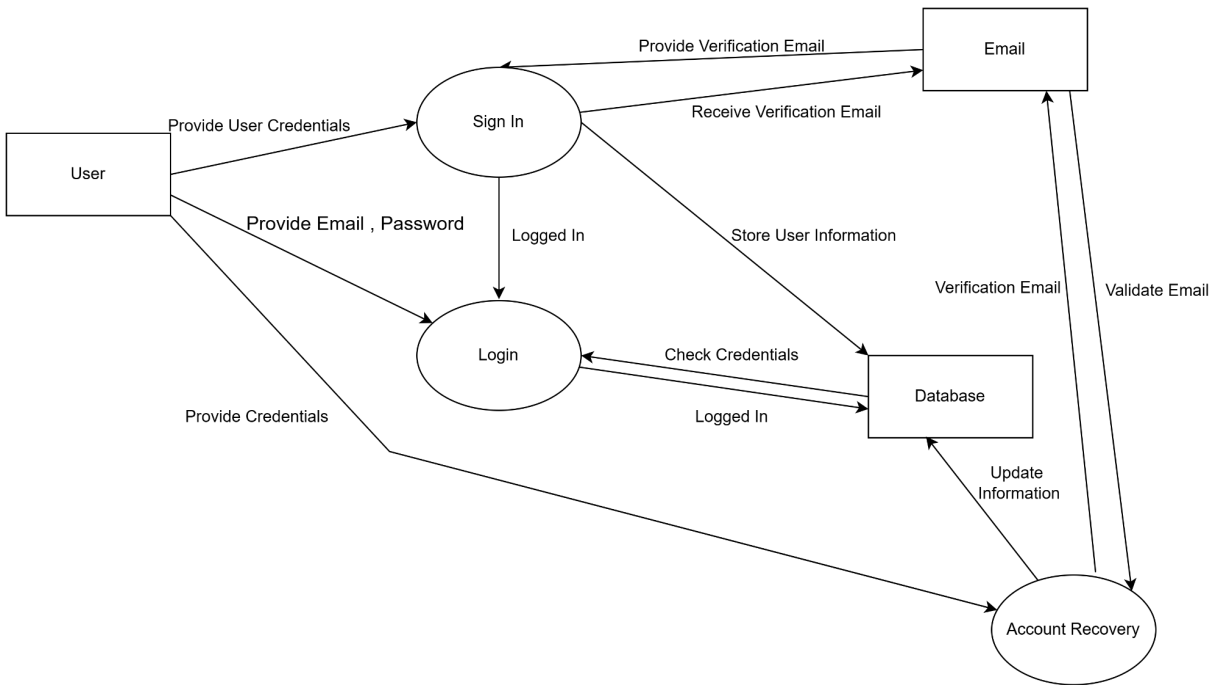 Email
Provide Verification Email
Receive Verification Email
Sign In
Provide User Credentials
User
Provide Email , Password
Logged In
Store User Information
Verification Email
Validate Email
Login
Check Credentials
Database
Logged In
Provide Credentials
Update
Information
Account Recovery